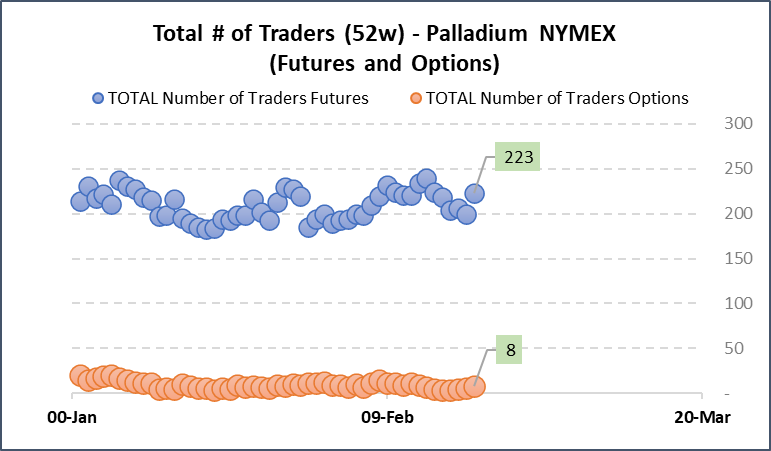 Total # of Traders (52w) - Palladium NYMEX
(Futures and Options)
TOTAL Number of Traders Futures
TOTAL Number of Traders Options
300
250
223
200
150
100
50
8
-
00-Jan
09-Feb
20-Mar